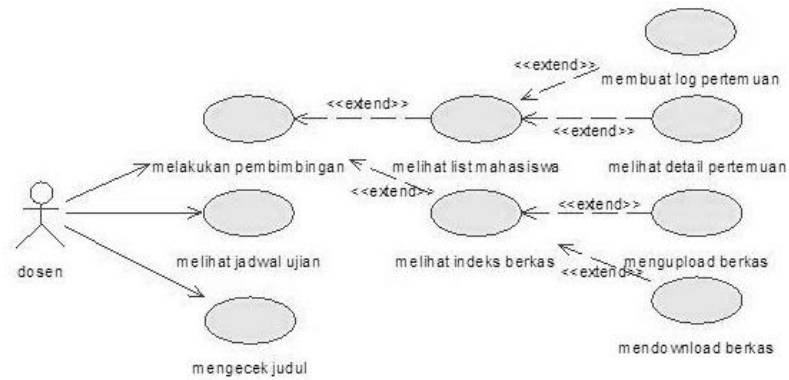 <<extend>>
membuat log pertemuan
<<extend>>
<<extend>>
melakukan pembimbingan
melihat list mahasiswa
melihat detail pertemuan
<<extend>>
<<extend>>
dosen
melihat jadwal ujian
melihat indeks berkas
mengupload berkas
<<extend>>
mendownload berkas
mengecek judul